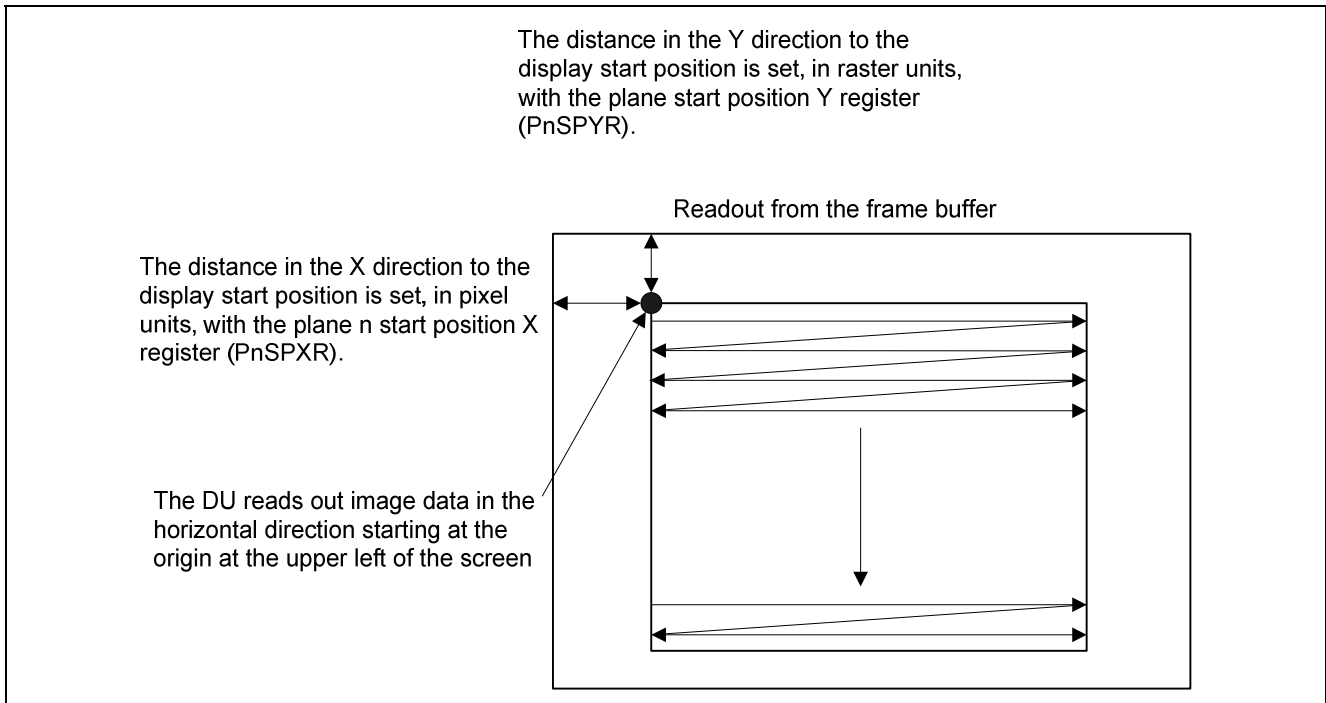 The distance in the Y direction to the
display start position is set, in raster units,
with the plane start position Y register
(PnSPYR).
Readout from the frame buffer
The distance in the X direction to the
display start position is set, in pixel
units, with the plane n start position X
register (PnSPXR).
The DU reads out image data in the
horizontal direction starting at the
origin at the upper left of the screen